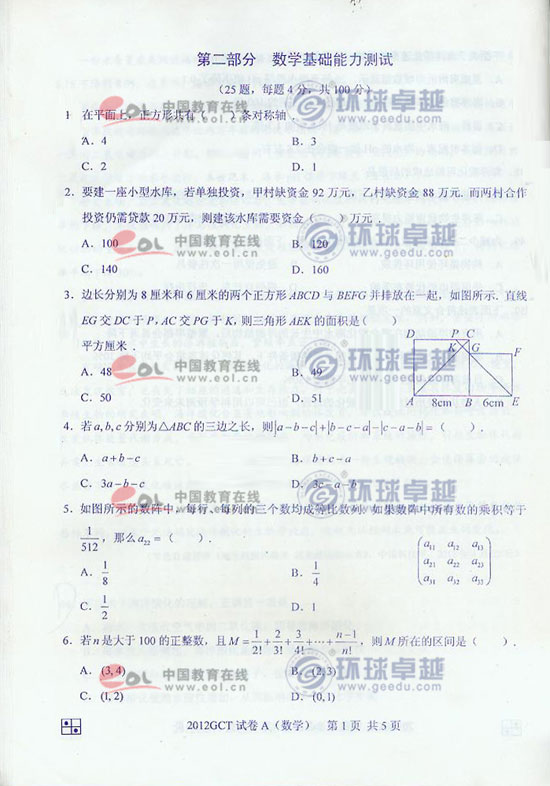 第二部分 数学基础能力测试
(25题，每题4分，共100分)
1. 在平面上，正方形共有( )条对称轴.
A. 4 B. 3
C. 2 D. 1
2. 要建一座小型水库，若单独投资，甲村缺资金 92 万元，乙村缺资金 88 万元. 而两村合作
投资仍需贷款 20 万元，则建该水库需要资金( )万元.
A. 100 B. 120
C. 140 D. 160
3. 边长分别为 8 厘米和 6 厘米的两个正方形 ABCD 与 BEFG 并排放在一起，如图所示. 直线
EG 交 DC 于 P, AC 交 PG 于 K, 则三角形 AEK 的面积是(
平方厘米.
A. 48 B. 49
C. 50 D. 51
D P C
K G F
A 8cm B 6cm E
4. 若 a,b,c 分别为△ABC 的三边之长，则|a-b-c|+|b-c-a|-|c-a-b|=( ).
A. a+b-c B. b+c-a
C. 3a-b-c D. 3c-a-b
5. 如图所示的数阵中，每行、每列的三个数均成等比数列. 如果数阵中所有数的乘积等于
1/512，那么 a₂₂=( ).
A. 1/8 B. 1/4
C. 1/2 D. 1
a₁₁ a₁₂ a₁₃
a₂₁ a₂₂ a₂₃
a₃₁ a₃₂ a₃₃
6. 若 n 是大于 100 的正整数，且 M=1/2!+2/3!+3/4!+⋯+(n-1)/n!，则 M 所在的区间是( ).
A. (3,4) B. (2,3)
C. (1,2) D. (0,1)
2012GCT 试卷 A（数学） 第 1 页 共 5 页
eol 中国教育在线
www.eol.cn
环球卓越
www.geedu.com